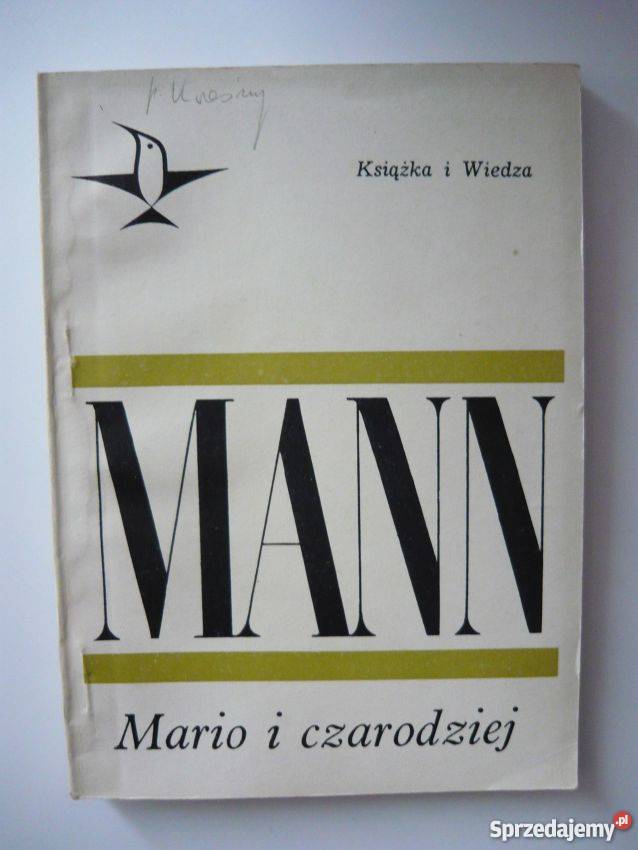 Książka i Wiedza
MANN
Mario i czarodziej
Sprzedajemy.pl